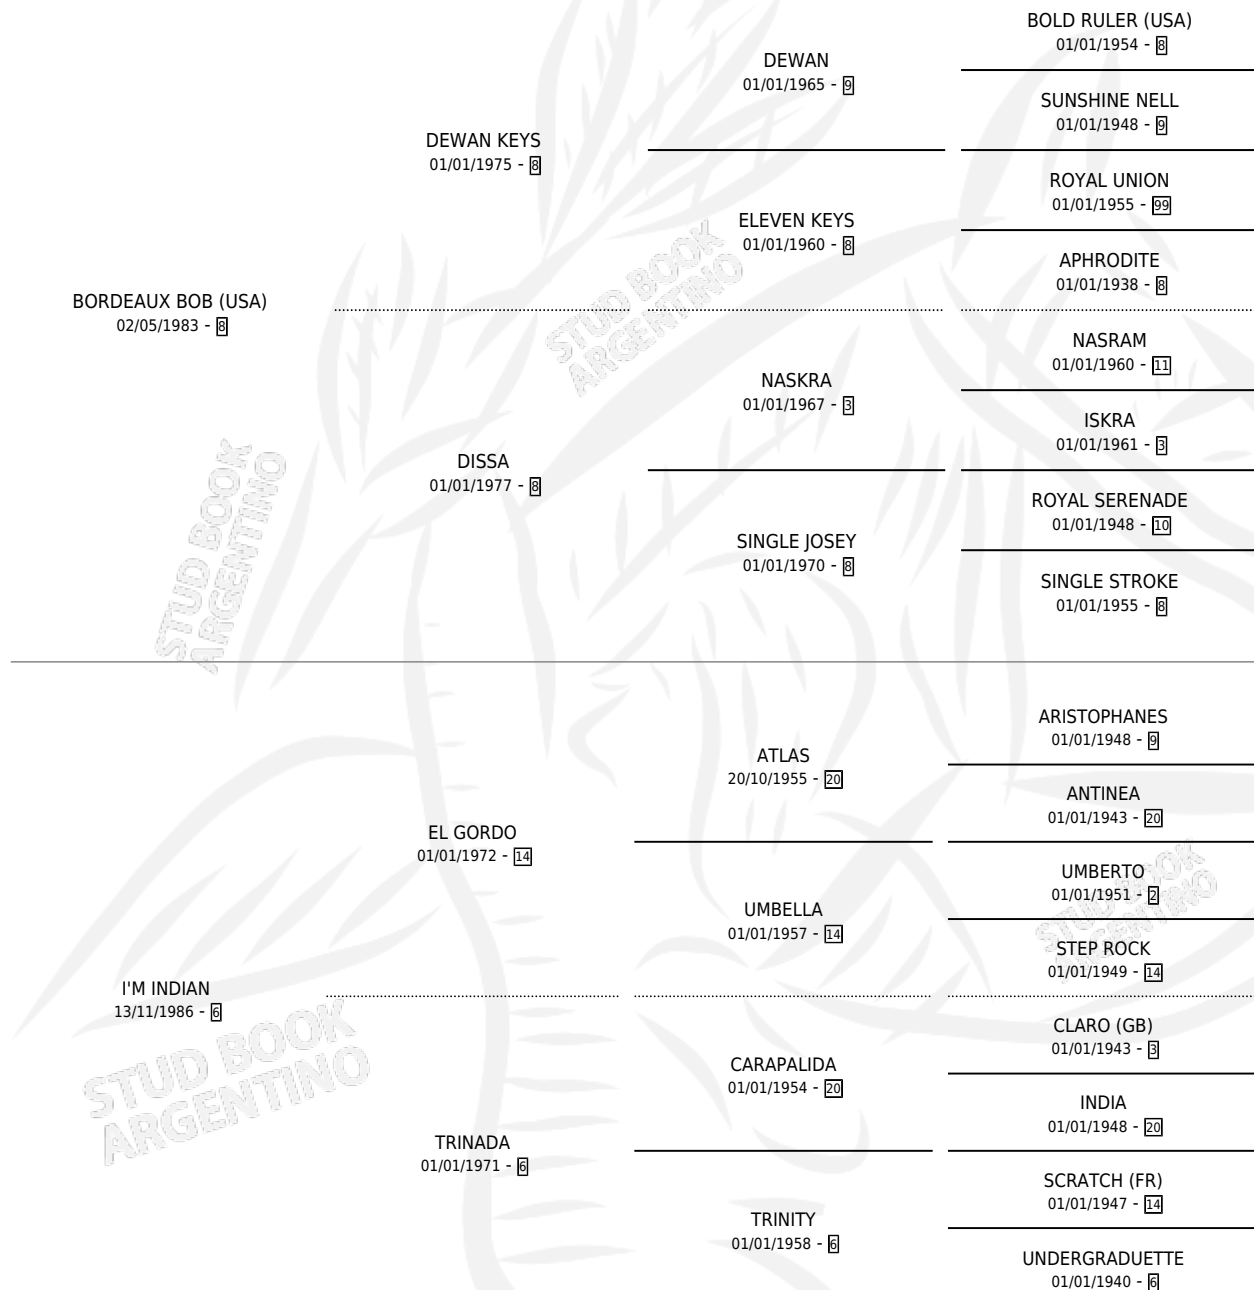 BOLD RULER (USA)
01/01/1954 - 8
DEWAN
01/01/1965 - 9
SUNSHINE NELL
01/01/1948 - 9
DEWAN KEYS
01/01/1975 - 8
ROYAL UNION
01/01/1955 - 99
ELEVEN KEYS
01/01/1960 - 8
APHRODITE
01/01/1938 - 8
BORDEAUX BOB (USA)
02/05/1983 - 8
STUD BOOK
ARGENTINO
NASRAM
01/01/1960 - 11
NASKRA
01/01/1967 - 3
ISKRA
01/01/1961 - 3
DISSA
01/01/1977 - 8
ROYAL SERENADE
01/01/1948 - 10
SINGLE JOSEY
01/01/1970 - 8
SINGLE STROKE
01/01/1955 - 8
STUD BOOK
ARGENTINO
ARISTOPHANES
01/01/1948 - 9
ATLAS
20/10/1955 - 20
ANTINEA
01/01/1943 - 20
EL GORDO
01/01/1972 - 14
UMBERTO
01/01/1951 - 2
UMBELLA
01/01/1957 - 14
STUD BOOK
ARGENTINO
STEP ROCK
01/01/1949 - 14
I'M INDIAN
13/11/1986 - 6
CLARO (GB)
01/01/1943 - 3
STUD BOOK
ARGENTINO
CARAPALIDA
01/01/1954 - 20
INDIA
01/01/1948 - 20
TRINADA
01/01/1971 - 6
SCRATCH (FR)
01/01/1947 - 14
TRINITY
01/01/1958 - 6
UNDERGRADUETTE
01/01/1940 - 6